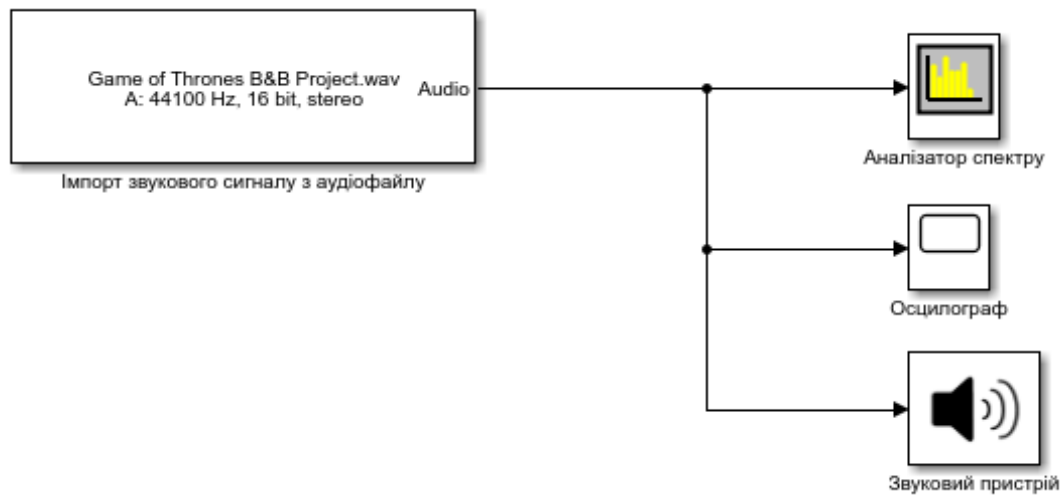 Game of Thrones B&B Project.wav
A: 44100 Hz, 16 bit, stereo
Audio
Імпорт звукового сигналу з аудіофайлу
Аналізатор спектру
Осцилограф
Звуковий пристрій